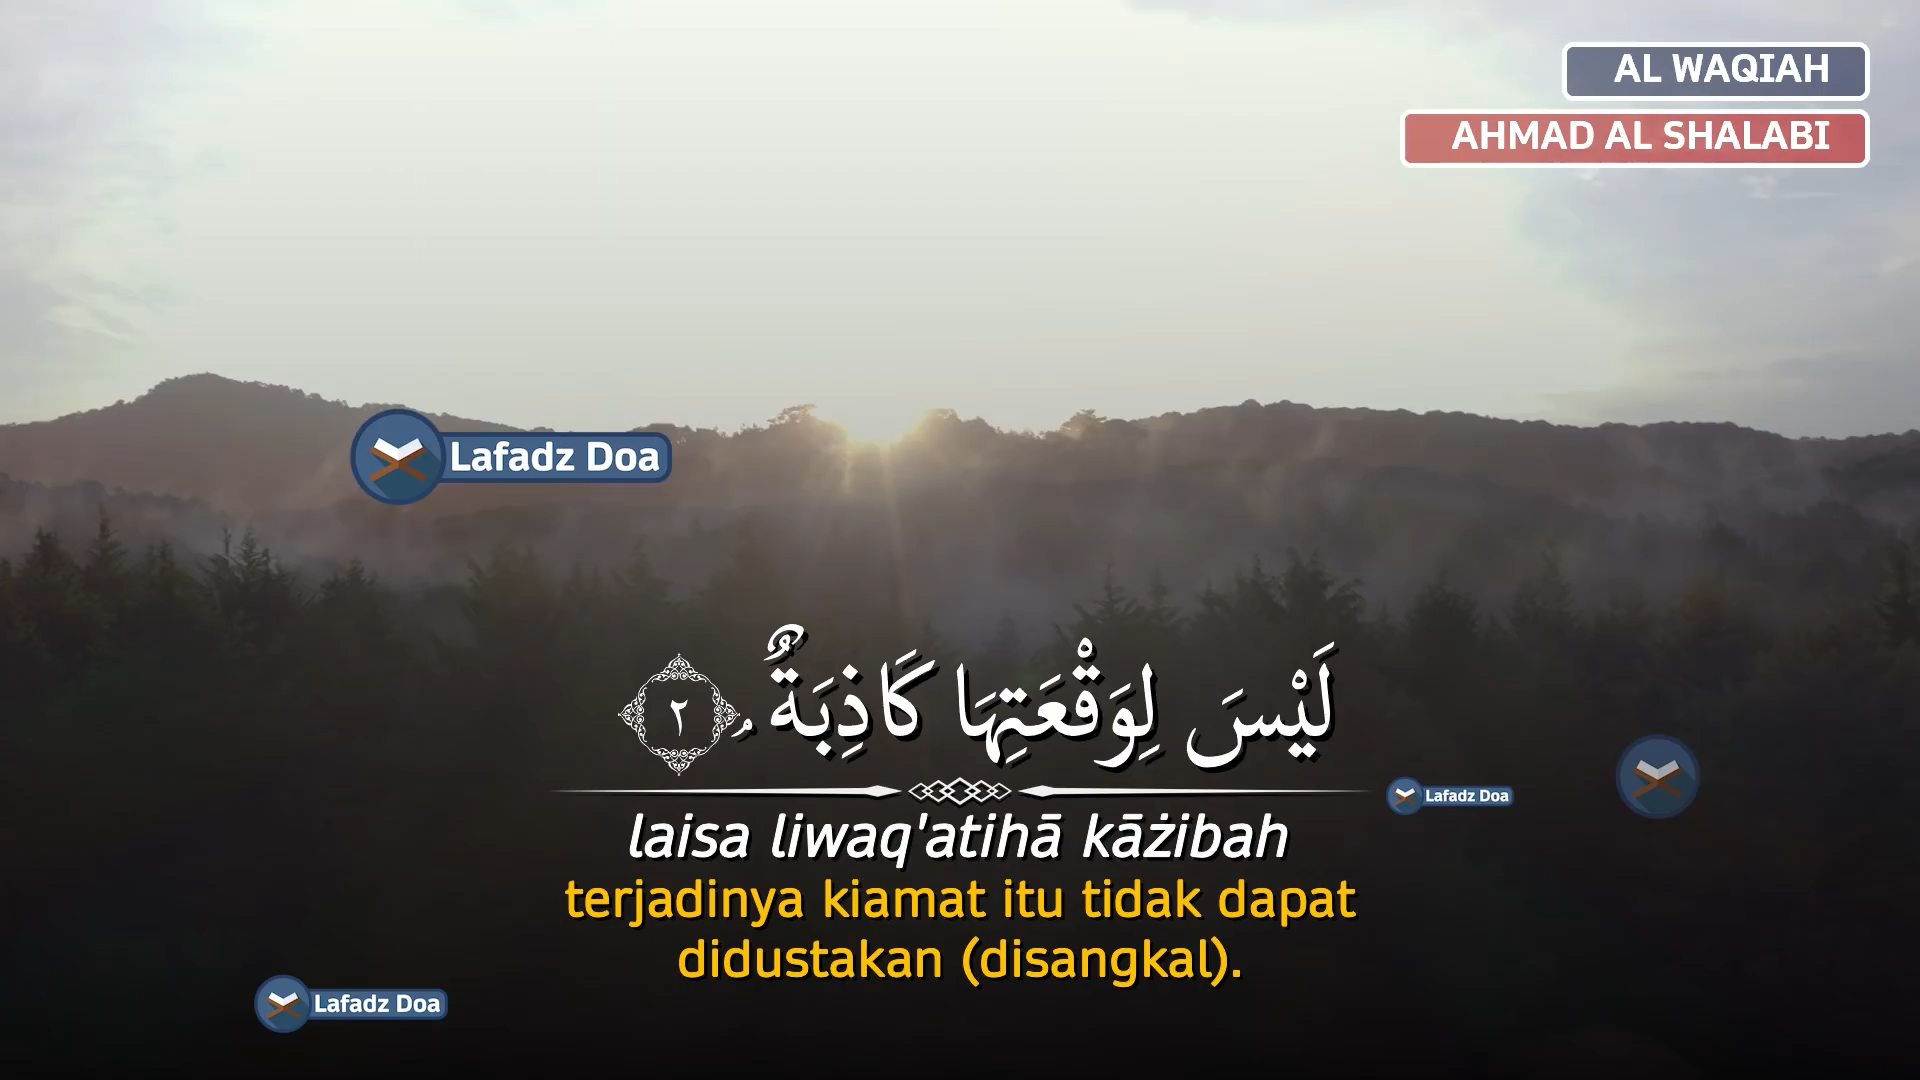 AL WAQIAH
AHMAD AL SHALABI
Lafadz Doa
لَيْسَ لِوَقْعَتِهَا كَاذِبَةٌ ۘ ٢
Lafadz Doa
laisa liwaq'atihā kāżibah
terjadinya kiamat itu tidak dapat
didustakan (disangkal).
Lafadz Doa